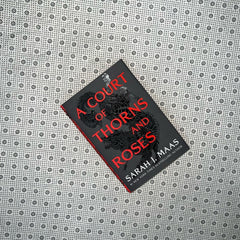 A COURT
OF
THORNS
AND
ROSES
SARAH J. MAAS